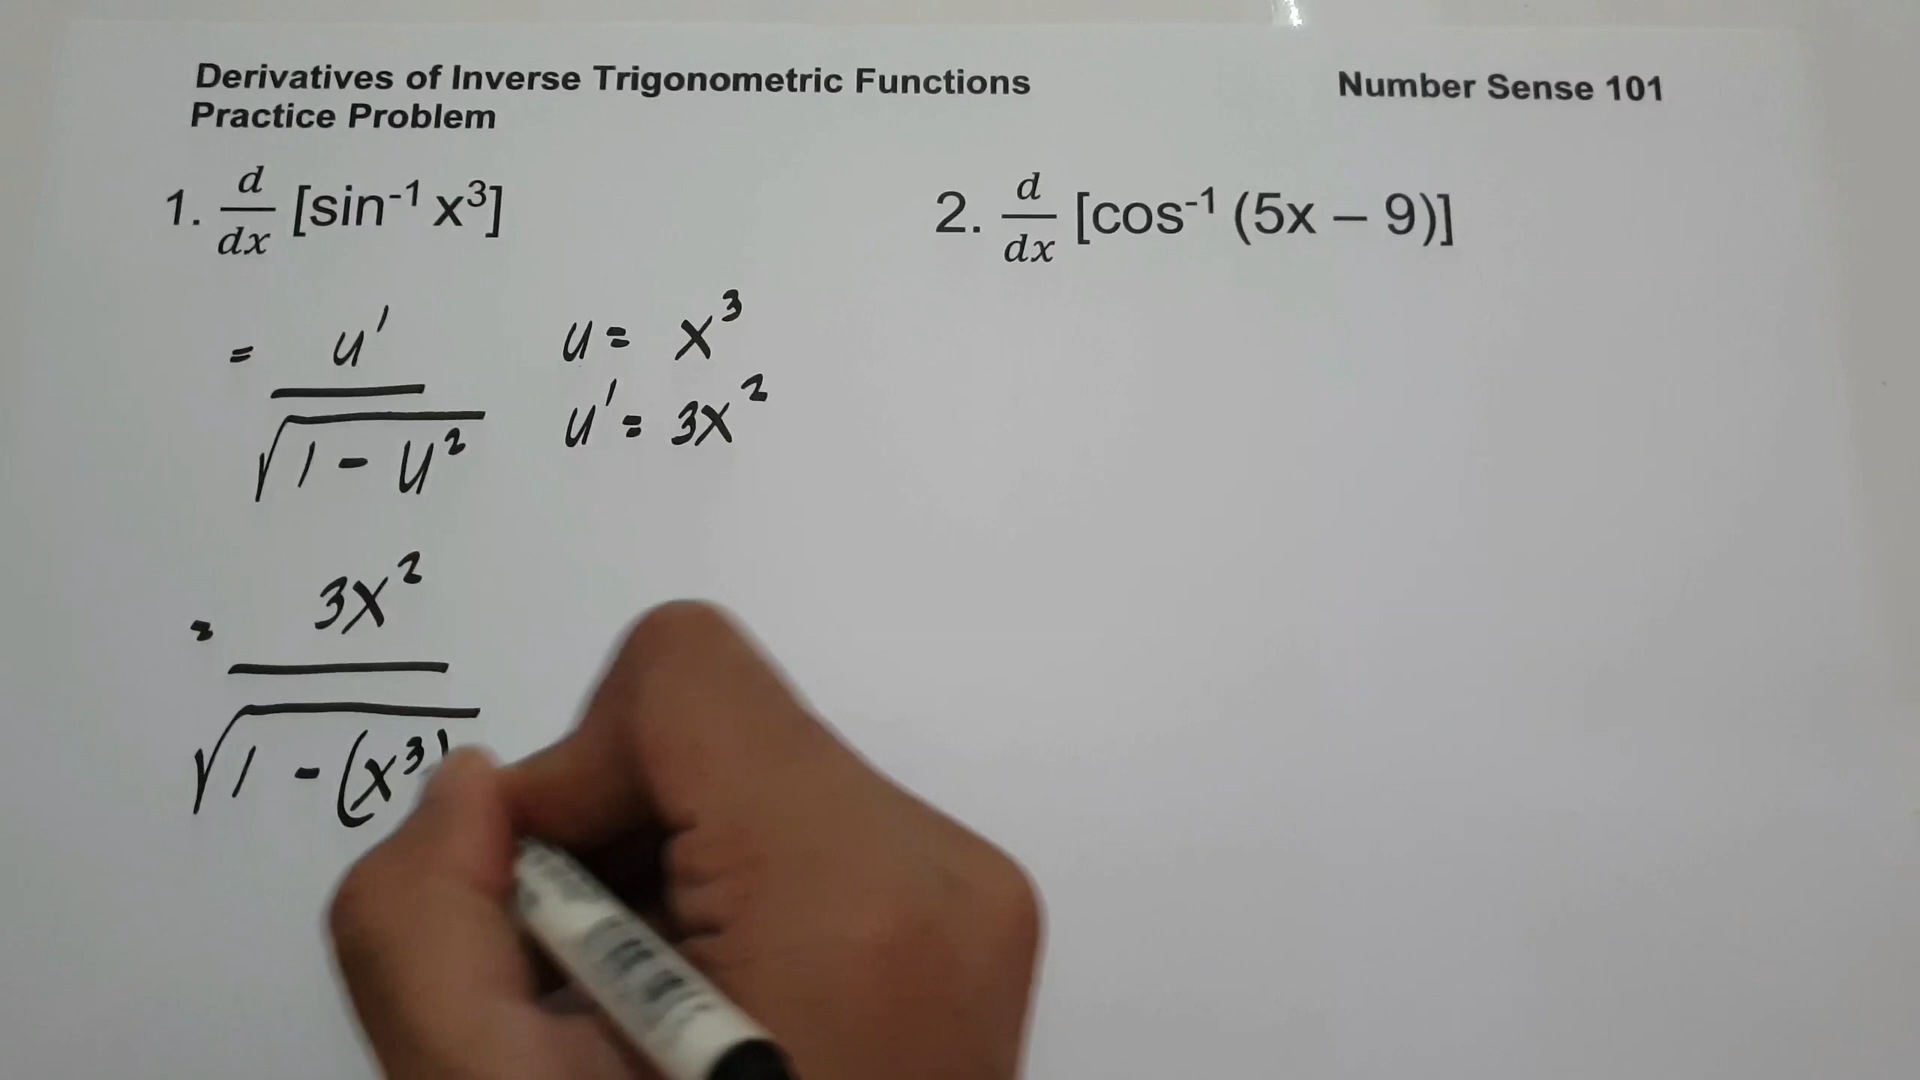 Derivatives of Inverse Trigonometric Functions
Practice Problem
Number Sense 101
1. d/dx [sin⁻¹ x³]
= u' / √(1 - u²)
u = x³
u' = 3x²
= 3x² / √(1 - (x³)
2. d/dx [cos⁻¹ (5x – 9)]